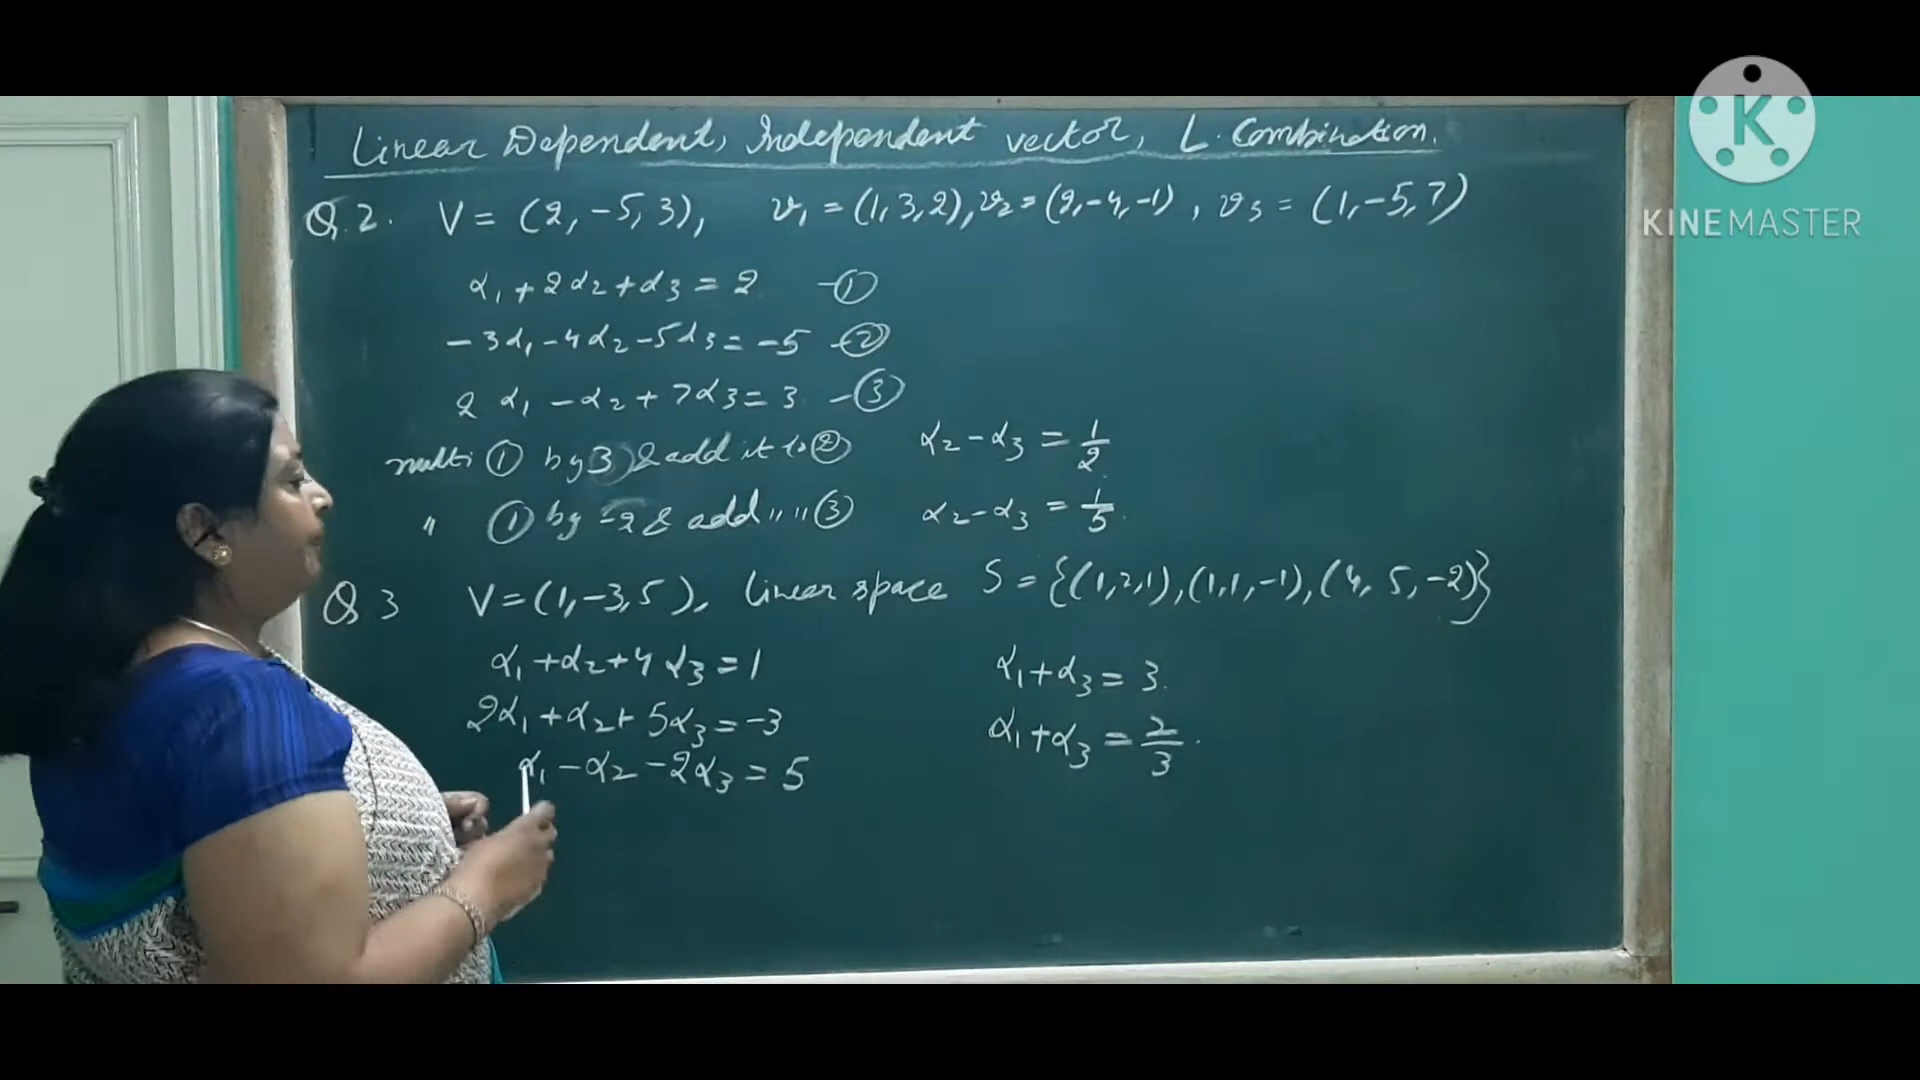 Linear Dependent, Independent vector, L. Combination.
Q.2. V = (2, -5, 3), v₁ = (1, 3, 2), v₂ = (2, -4, -1), v₃ = (1, -5, 7)
α₁ + 2α₂ + α₃ = 2 -①
-3α₁ - 4α₂ - 5α₃ = -5 -②
2α₁ - α₂ + 7α₃ = 3 -③
multi ① by 3 & add it to ② α₂ - α₃ = 1/2
" ① by -2 & add " " ③ α₂ - α₃ = 1/5
Q.3 V = (1, -3, 5), linear space S = {(1, 2, 1), (1, 1, -1), (4, 5, -2)}
α₁ + α₂ + 4α₃ = 1 α₁ + α₃ = 3.
2α₁ + α₂ + 5α₃ = -3 α₁ + α₃ = 2/3.
α₁ - α₂ - 2α₃ = 5
K
KINEMASTER